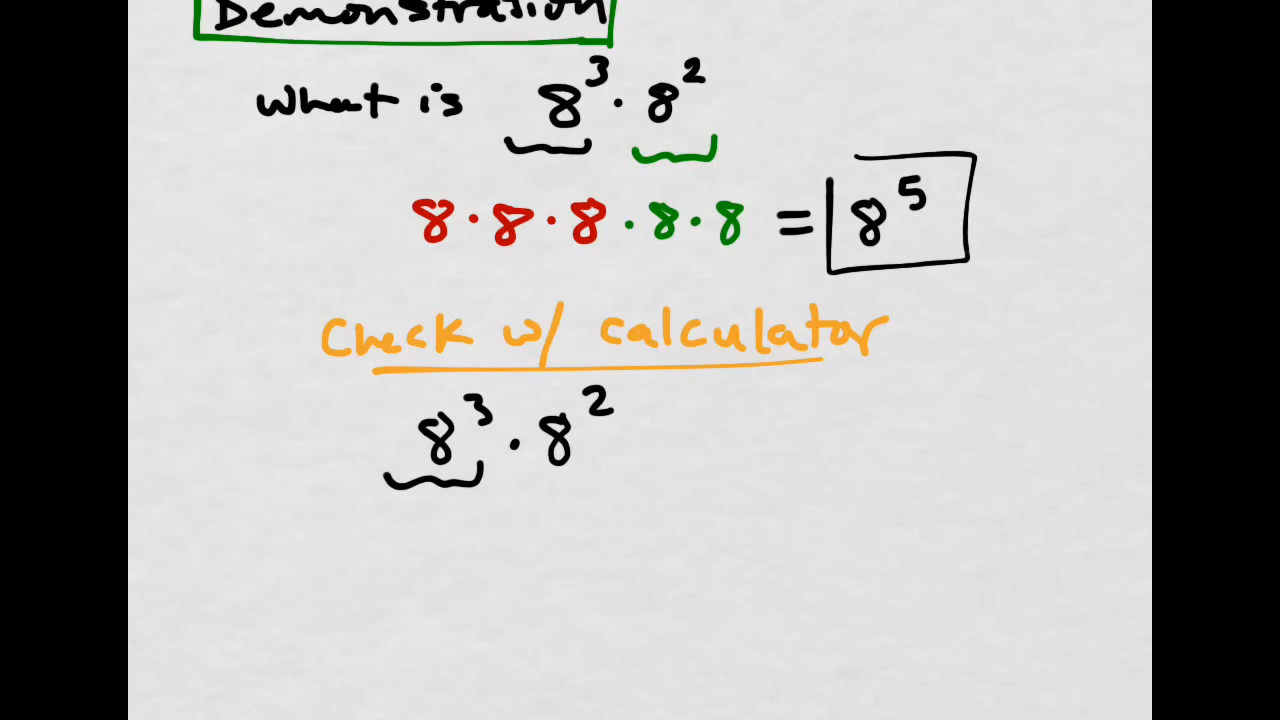 Demonstration
What is 8³ · 8²
8 · 8 · 8 · 8 · 8 = 8⁵
Check w/ calculator
8³ · 8²